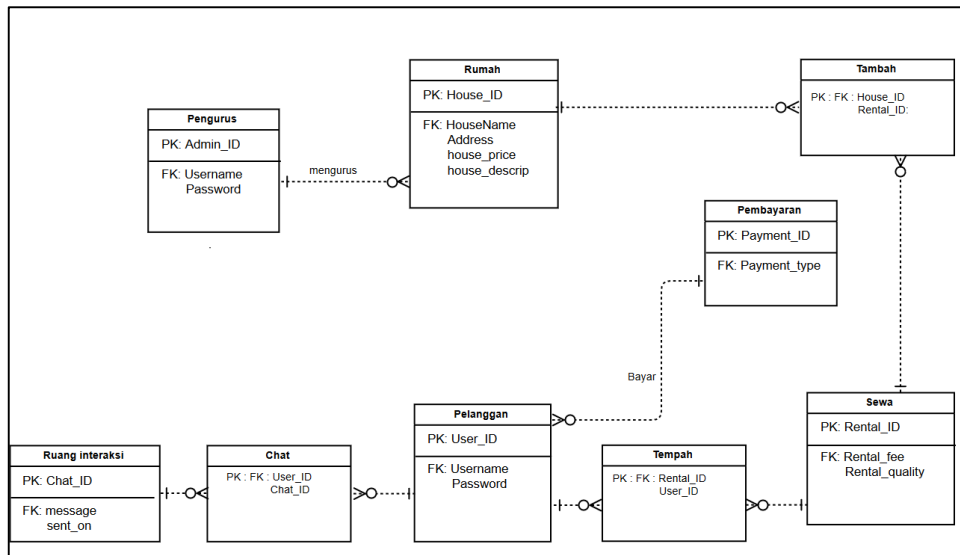 Rumah
PK: House_ID
FK: HouseName
Address
house_price
house_descrip
Tambah
PK : FK : House_ID
Rental_ID:
Pengurus
PK: Admin_ID
FK: Username
Password
mengurus
Pembayaran
PK: Payment_ID
FK: Payment_type
Bayar
Sewa
PK: Rental_ID
FK: Rental_fee
Rental_quality
Pelanggan
PK: User_ID
FK: Username
Password
Tempah
PK : FK : Rental_ID
User_ID
Ruang interaksi
PK: Chat_ID
FK: message
sent_on
Chat
PK : FK : User_ID
Chat_ID